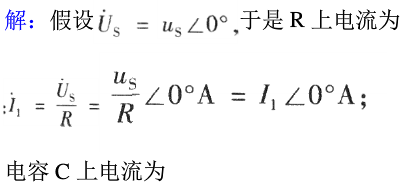 解：假设U̇S = uS∠0°,于是 R 上电流为
:İ1 = U̇S/R = uS/R ∠0°A = I1∠0°A；
电容 C 上电流为